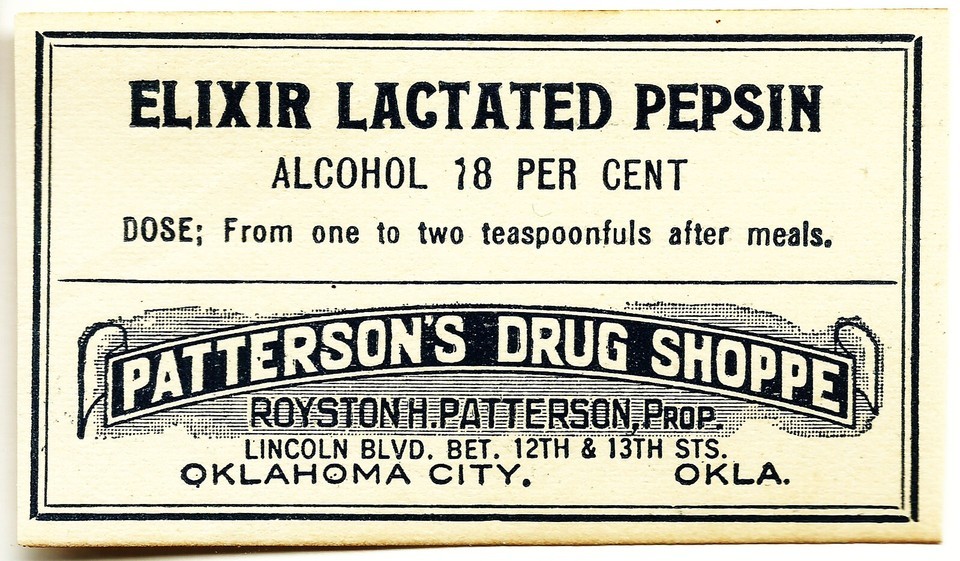 ELIXIR LACTATED PEPSIN
ALCOHOL 18 PER CENT
DOSE; From one to two teaspoonfuls after meals.
PATTERSON'S DRUG SHOPPE
ROYSTON H. PATTERSON, PROP.
LINCOLN BLVD. BET. 12TH & 13TH STS.
OKLAHOMA CITY. OKLA.